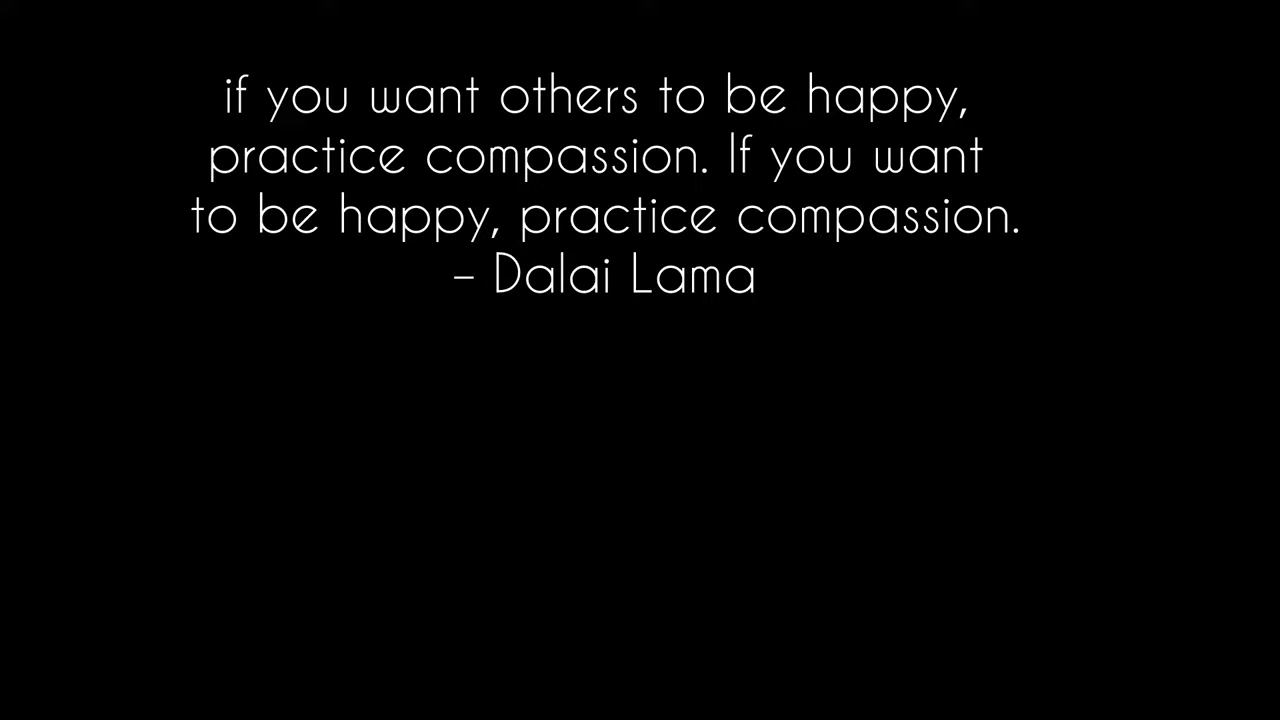 if you want others to be happy,
practice compassion. If you want
to be happy, practice compassion.
– Dalai Lama